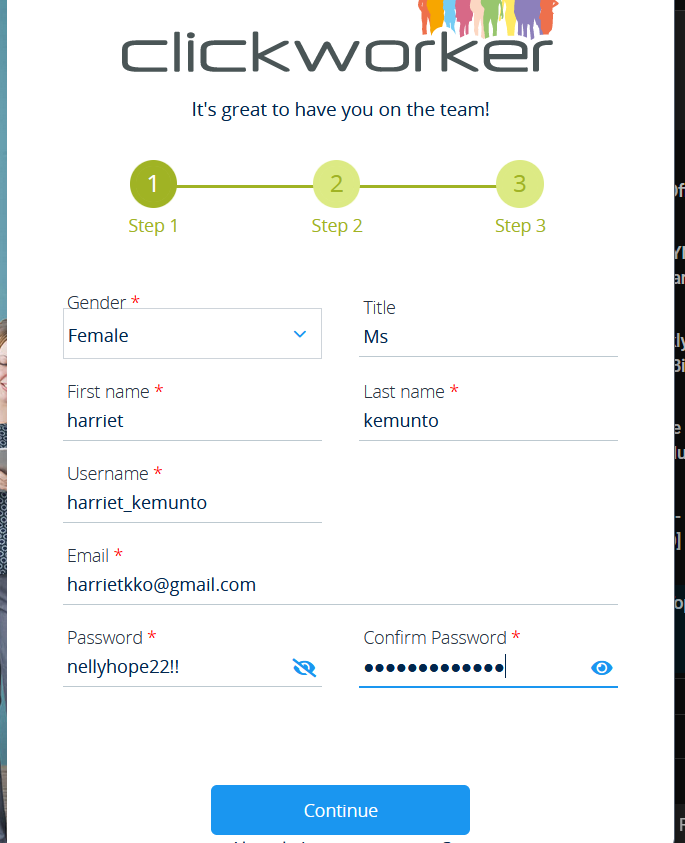 clickworker
It's great to have you on the team!
1 2 3
Step 1 Step 2 Step 3
Gender * Title
Female Ms
First name * Last name *
harriet kemunto
Username *
harriet_kemunto
Email *
harrietkko@gmail.com
Password * Confirm Password *
nellyhope22!! •••••••••••••
Continue